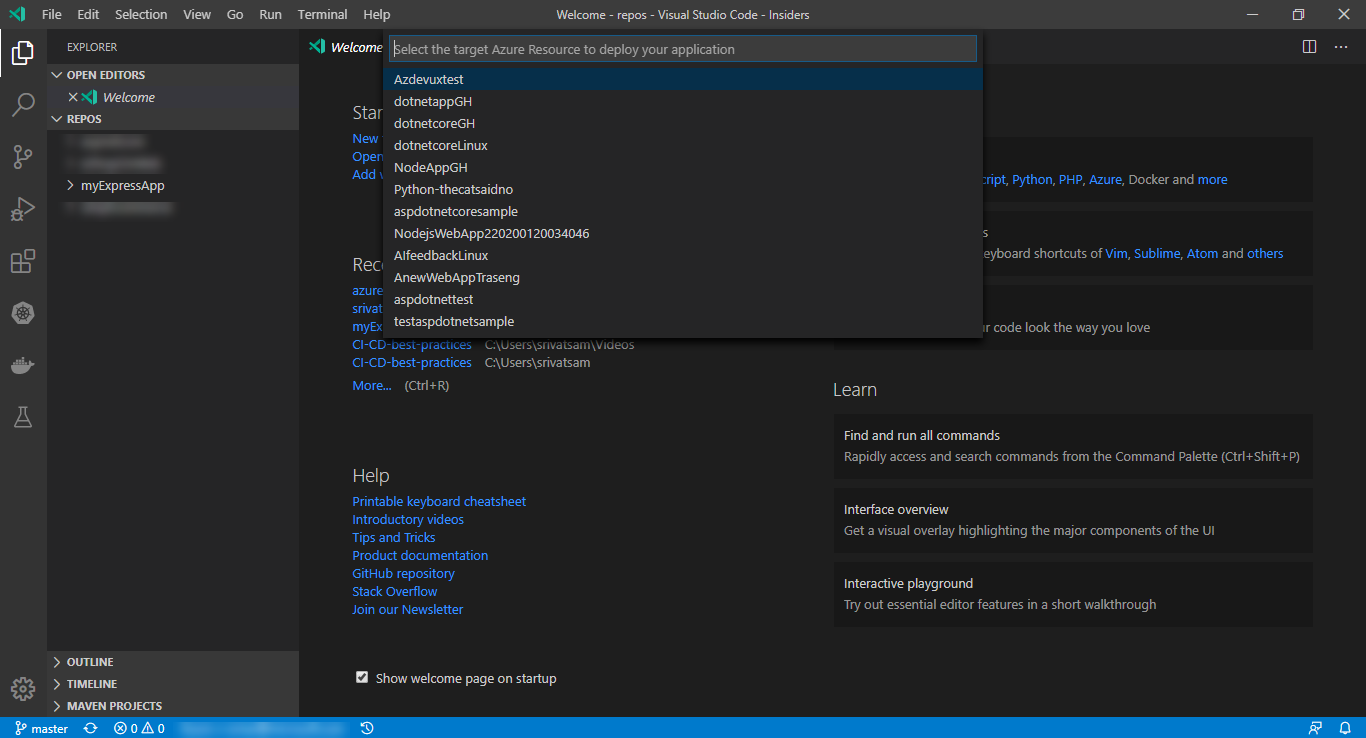 File Edit Selection View Go Run Terminal Help
Welcome - repos - Visual Studio Code - Insiders
EXPLORER
OPEN EDITORS
Welcome
REPOS
myExpressApp
OUTLINE
TIMELINE
MAVEN PROJECTS
Welcome
Select the target Azure Resource to deploy your application
Azdevuxtest
dotnetappGH
dotnetcoreGH
dotnetcoreLinux
NodeAppGH
Python-thecatsaidno
aspdotnetcoresample
NodejsWebApp220200120034046
AIfeedbackLinux
AnewWebAppTraseng
aspdotnettest
testaspdotnetsample
Star
New
Open
Add
Rec
azure
srivat
myEx
CI-CD-best-practices C:\Users\srivatsam\Videos
CI-CD-best-practices C:\Users\srivatsam
More... (Ctrl+R)
Help
Printable keyboard cheatsheet
Introductory videos
Tips and Tricks
Product documentation
GitHub repository
Stack Overflow
Join our Newsletter
Show welcome page on startup
cript, Python, PHP, Azure, Docker and more
s
eyboard shortcuts of Vim, Sublime, Atom and others
r code look the way you love
Learn
Find and run all commands
Rapidly access and search commands from the Command Palette (Ctrl+Shift+P)
Interface overview
Get a visual overlay highlighting the major components of the UI
Interactive playground
Try out essential editor features in a short walkthrough
master 0 0